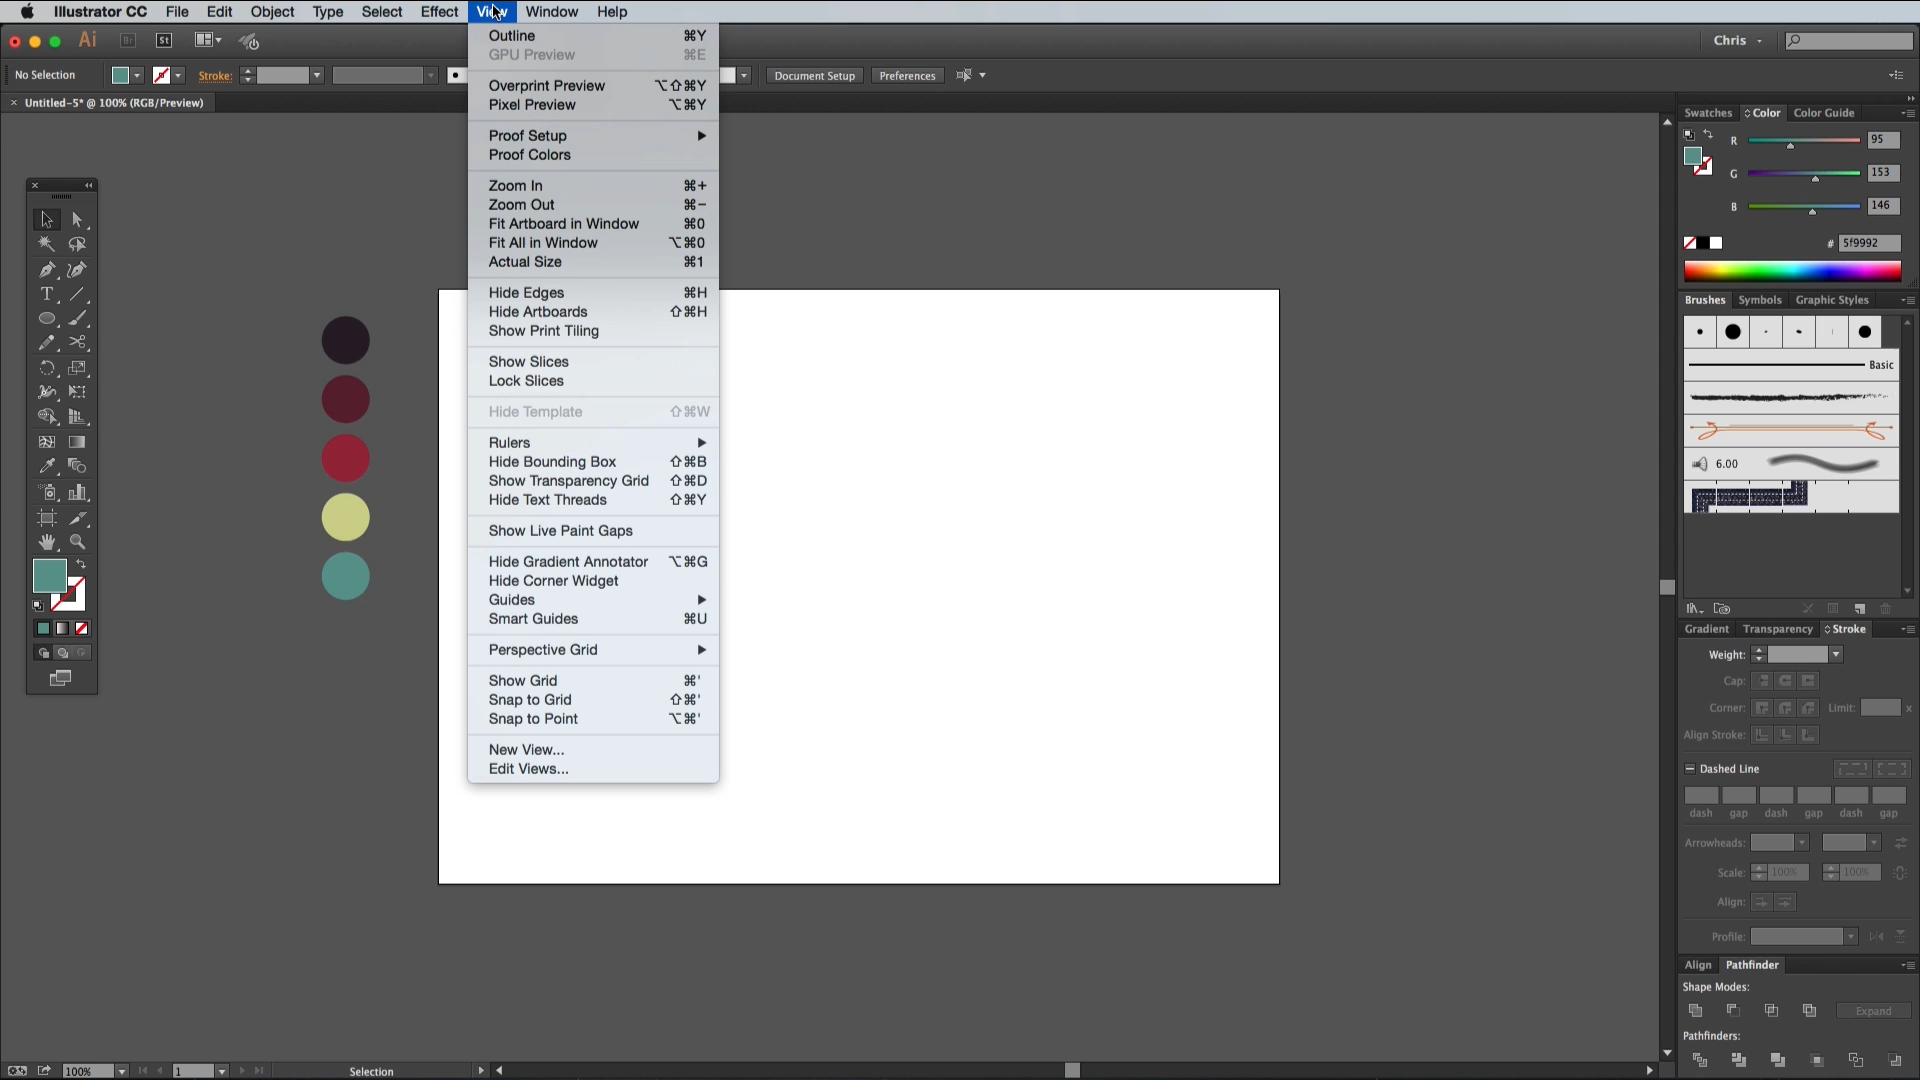 Illustrator CC File Edit Object Type Select Effect View Window Help
Ai Br St Chris
No Selection Stroke: Document Setup Preferences
× Untitled-5* @ 100% (RGB/Preview)
Outline ⌘Y
GPU Preview ⌘E
Overprint Preview ⌥⇧⌘Y
Pixel Preview ⌥⌘Y
Proof Setup ▶
Proof Colors
Zoom In ⌘+
Zoom Out ⌘−
Fit Artboard in Window ⌘0
Fit All in Window ⌥⌘0
Actual Size ⌘1
Hide Edges ⌘H
Hide Artboards ⇧⌘H
Show Print Tiling
Show Slices
Lock Slices
Hide Template ⇧⌘W
Rulers ▶
Hide Bounding Box ⇧⌘B
Show Transparency Grid ⇧⌘D
Hide Text Threads ⇧⌘Y
Show Live Paint Gaps
Hide Gradient Annotator ⌥⌘G
Hide Corner Widget
Guides ▶
Smart Guides ⌘U
Perspective Grid ▶
Show Grid ⌘'
Snap to Grid ⇧⌘'
Snap to Point ⌥⌘'
New View...
Edit Views...
Swatches Color Color Guide
R 95
G 153
B 146
# 5f9992
Brushes Symbols Graphic Styles
Basic
6.00
Gradient Transparency Stroke
Weight:
Cap:
Corner: Limit: x
Align Stroke:
Dashed Line
dash gap dash gap dash gap
Arrowheads:
Scale: 100% 100%
Align:
Profile:
Align Pathfinder
Shape Modes:
Expand
Pathfinders:
100% 1 Selection